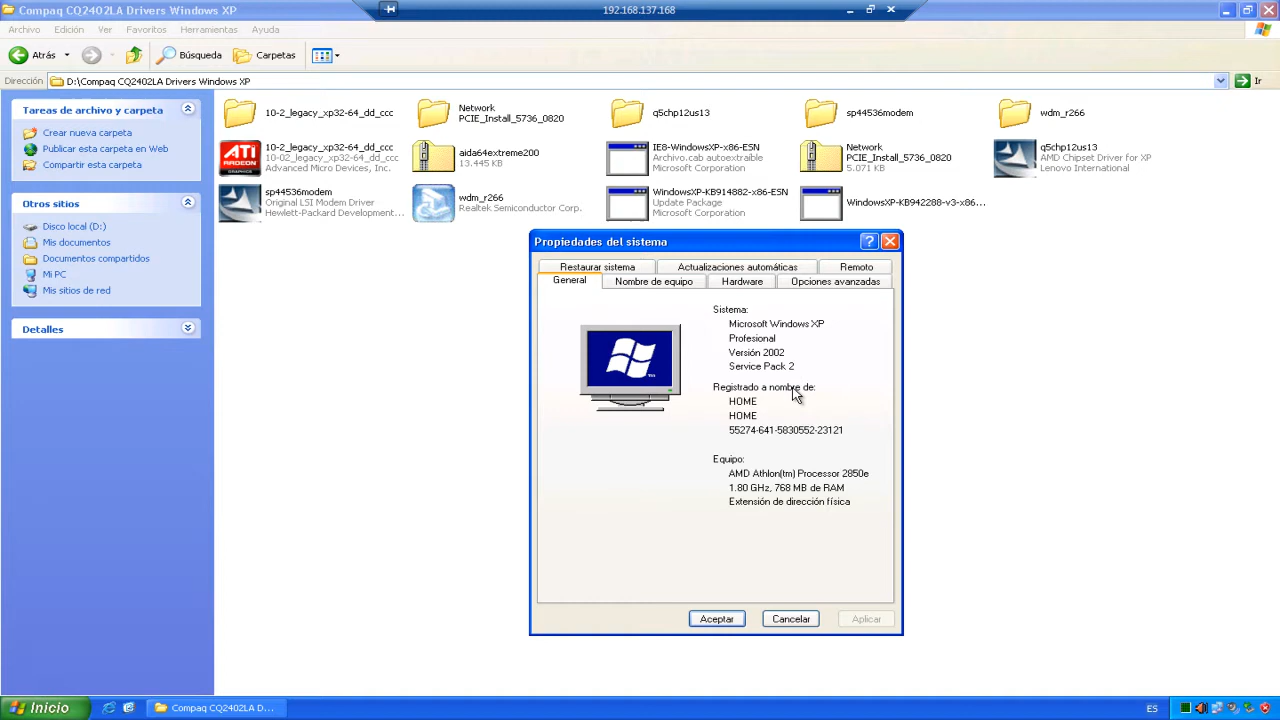 Compaq CQ2402LA Drivers Windows XP
192.168.137.168
Archivo Edición Ver Favoritos Herramientas Ayuda
Atrás Búsqueda Carpetas
Dirección D:\Compaq CQ2402LA Drivers Windows XP Ir
Tareas de archivo y carpeta
Crear nueva carpeta
Publicar esta carpeta en Web
Compartir esta carpeta
Otros sitios
Disco local (D:)
Mis documentos
Documentos compartidos
Mi PC
Mis sitios de red
Detalles
10-2_legacy_xp32-64_dd_ccc
Network
PCIE_Install_5736_0820
q5chp12us13
sp44536modem
wdm_r266
ATI
RADEON
GRAPHICS
10-2_legacy_xp32-64_dd_ccc
10-02_legacy_xp32-64_dd_ccc
Advanced Micro Devices, Inc.
aida64extreme200
13.445 KB
IE8-WindowsXP-x86-ESN
Archivo.cab autoextraible
Microsoft Corporation
Network
PCIE_Install_5736_0820
5.071 KB
q5chp12us13
AMD Chipset Driver for XP
Lenovo International
sp44536modem
Original LSI Modem Driver
Hewlett-Packard Development...
wdm_r266
Realtek Semiconductor Corp.
WindowsXP-KB914882-x86-ESN
Update Package
Microsoft Corporation
WindowsXP-KB942288-v3-x86...
Propiedades del sistema
Restaurar sistema Actualizaciones automáticas Remoto
General Nombre de equipo Hardware Opciones avanzadas
Sistema:
Microsoft Windows XP
Profesional
Versión 2002
Service Pack 2
Registrado a nombre de:
HOME
HOME
55274-641-5830552-23121
Equipo:
AMD Athlon(tm) Processor 2850e
1.80 GHz, 768 MB de RAM
Extensión de dirección física
Aceptar Cancelar Aplicar
Inicio Compaq CQ2402LA D... ES